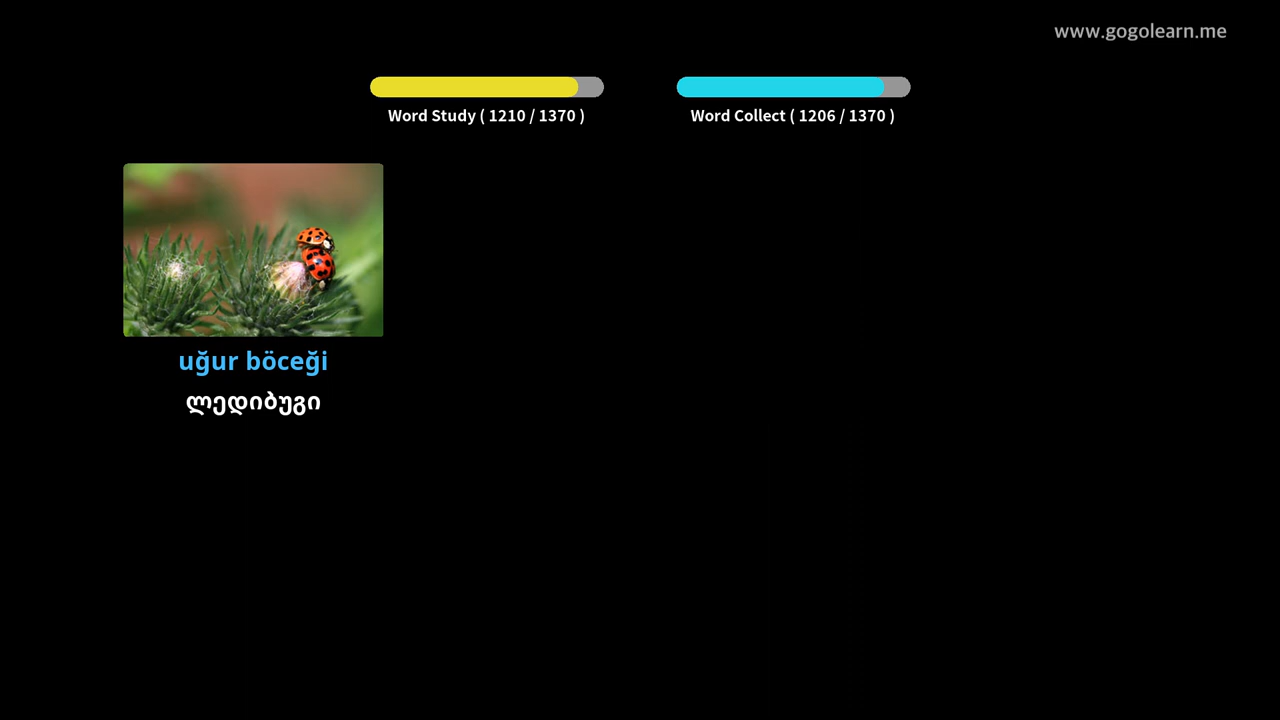 www.gogolearn.me
Word Study ( 1210 / 1370 )
Word Collect ( 1206 / 1370 )
uğur böceği
ლედიბუგი